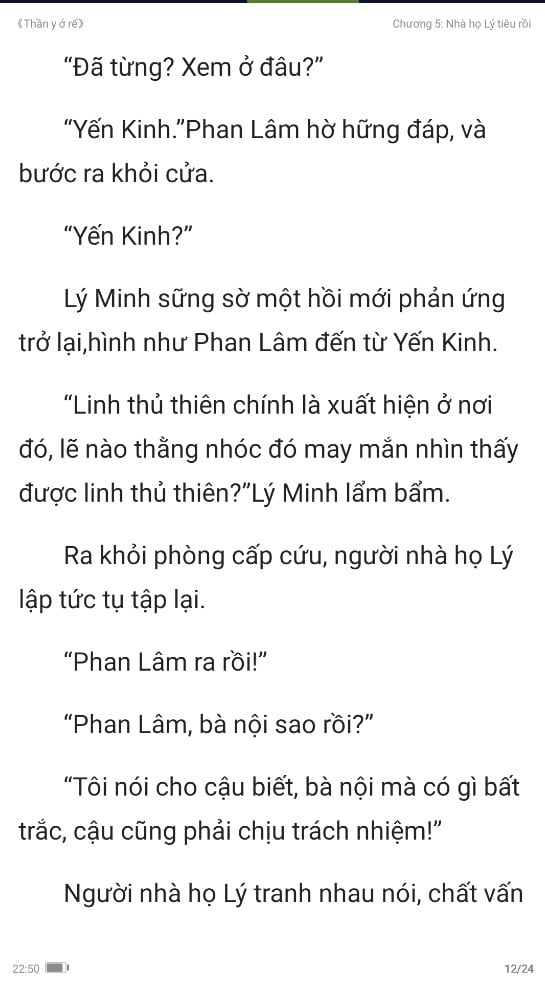 《Thần y ở rể》
Chương 5: Nhà họ Lý tiêu rồi
“Đã từng? Xem ở đâu?”
“Yến Kinh.”Phan Lâm hờ hững đáp, và
bước ra khỏi cửa.
“Yến Kinh?”
Lý Minh sững sờ một hồi mới phản ứng
trở lại,hình như Phan Lâm đến từ Yến Kinh.
“Linh thủ thiên chính là xuất hiện ở nơi
đó, lẽ nào thằng nhóc đó may mắn nhìn thấy
được linh thủ thiên?”Lý Minh lẩm bẩm.
Ra khỏi phòng cấp cứu, người nhà họ Lý
lập tức tụ tập lại.
“Phan Lâm ra rồi!”
“Phan Lâm, bà nội sao rồi?”
“Tôi nói cho cậu biết, bà nội mà có gì bất
trắc, cậu cũng phải chịu trách nhiệm!”
Người nhà họ Lý tranh nhau nói, chất vấn
22:50
12/24